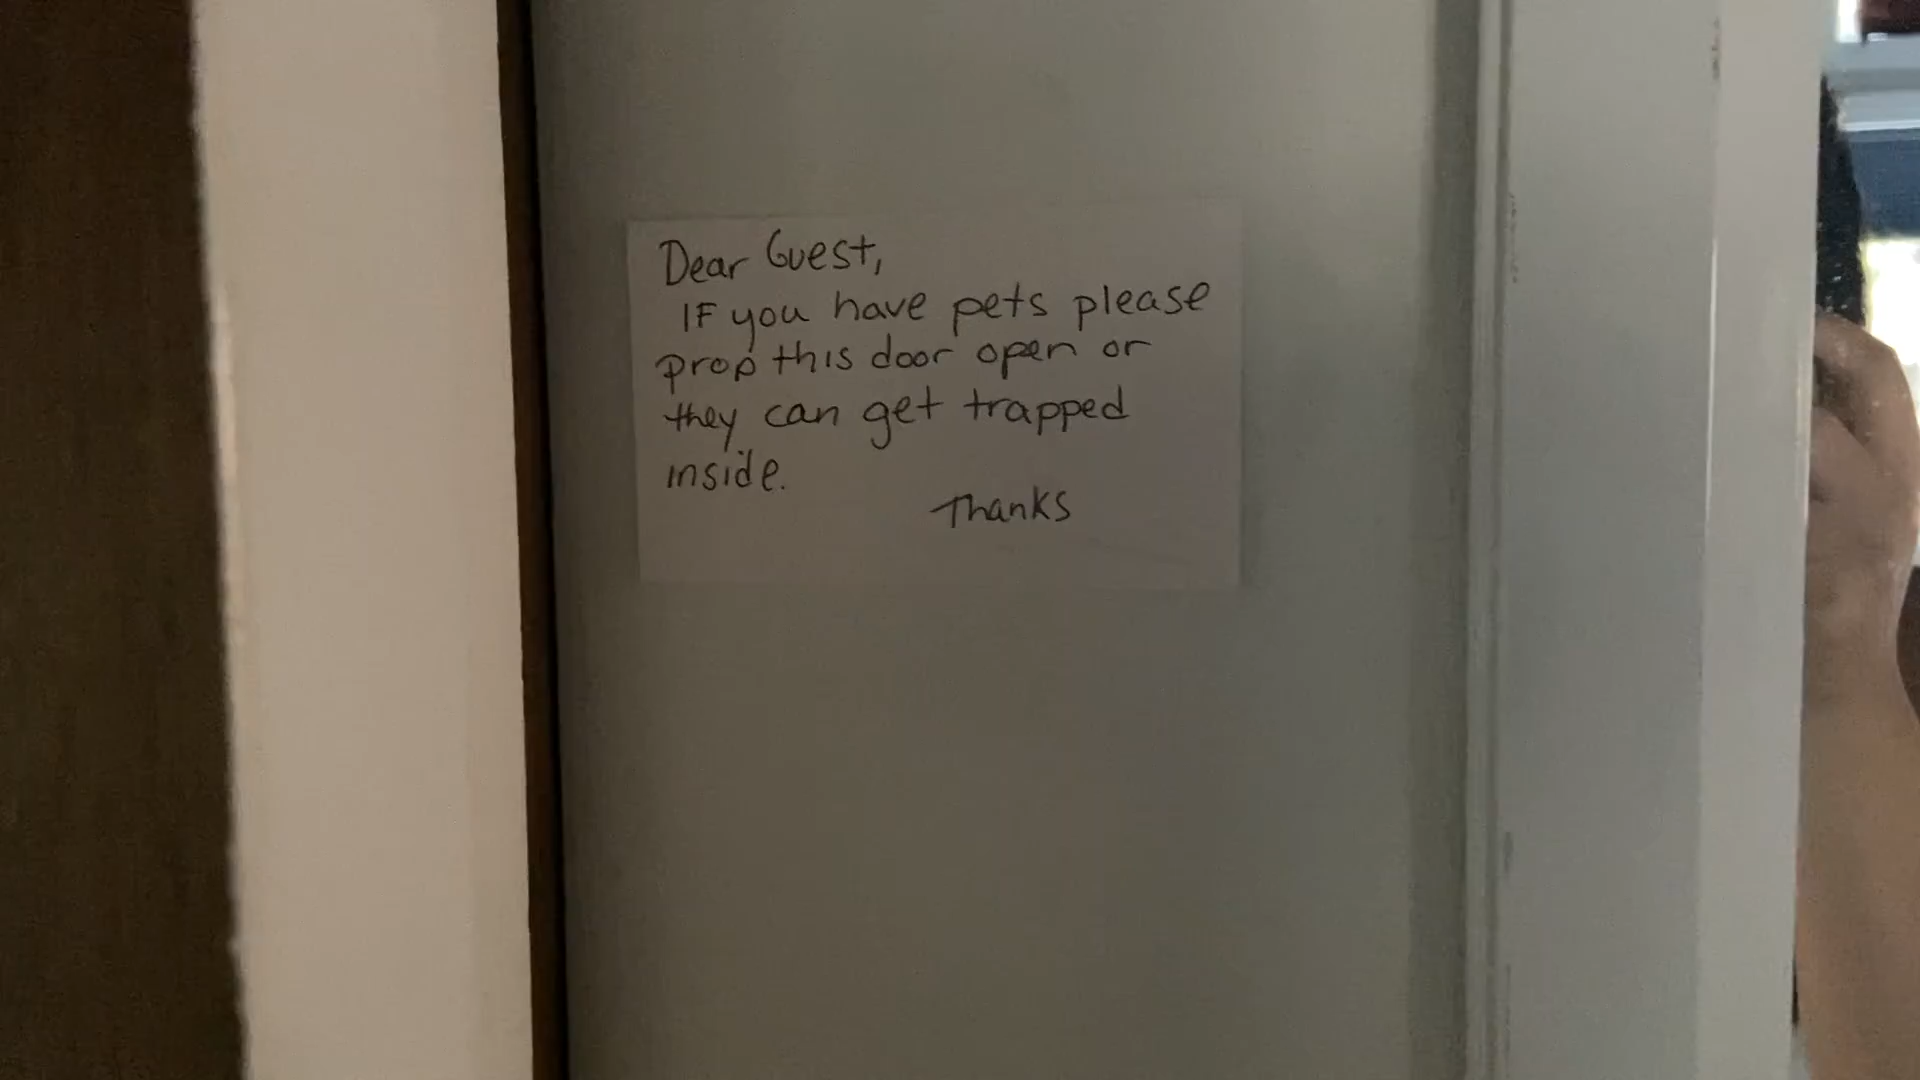 Dear Guest,
IF you have pets please
prop this door open or
they can get trapped
inside.
Thanks